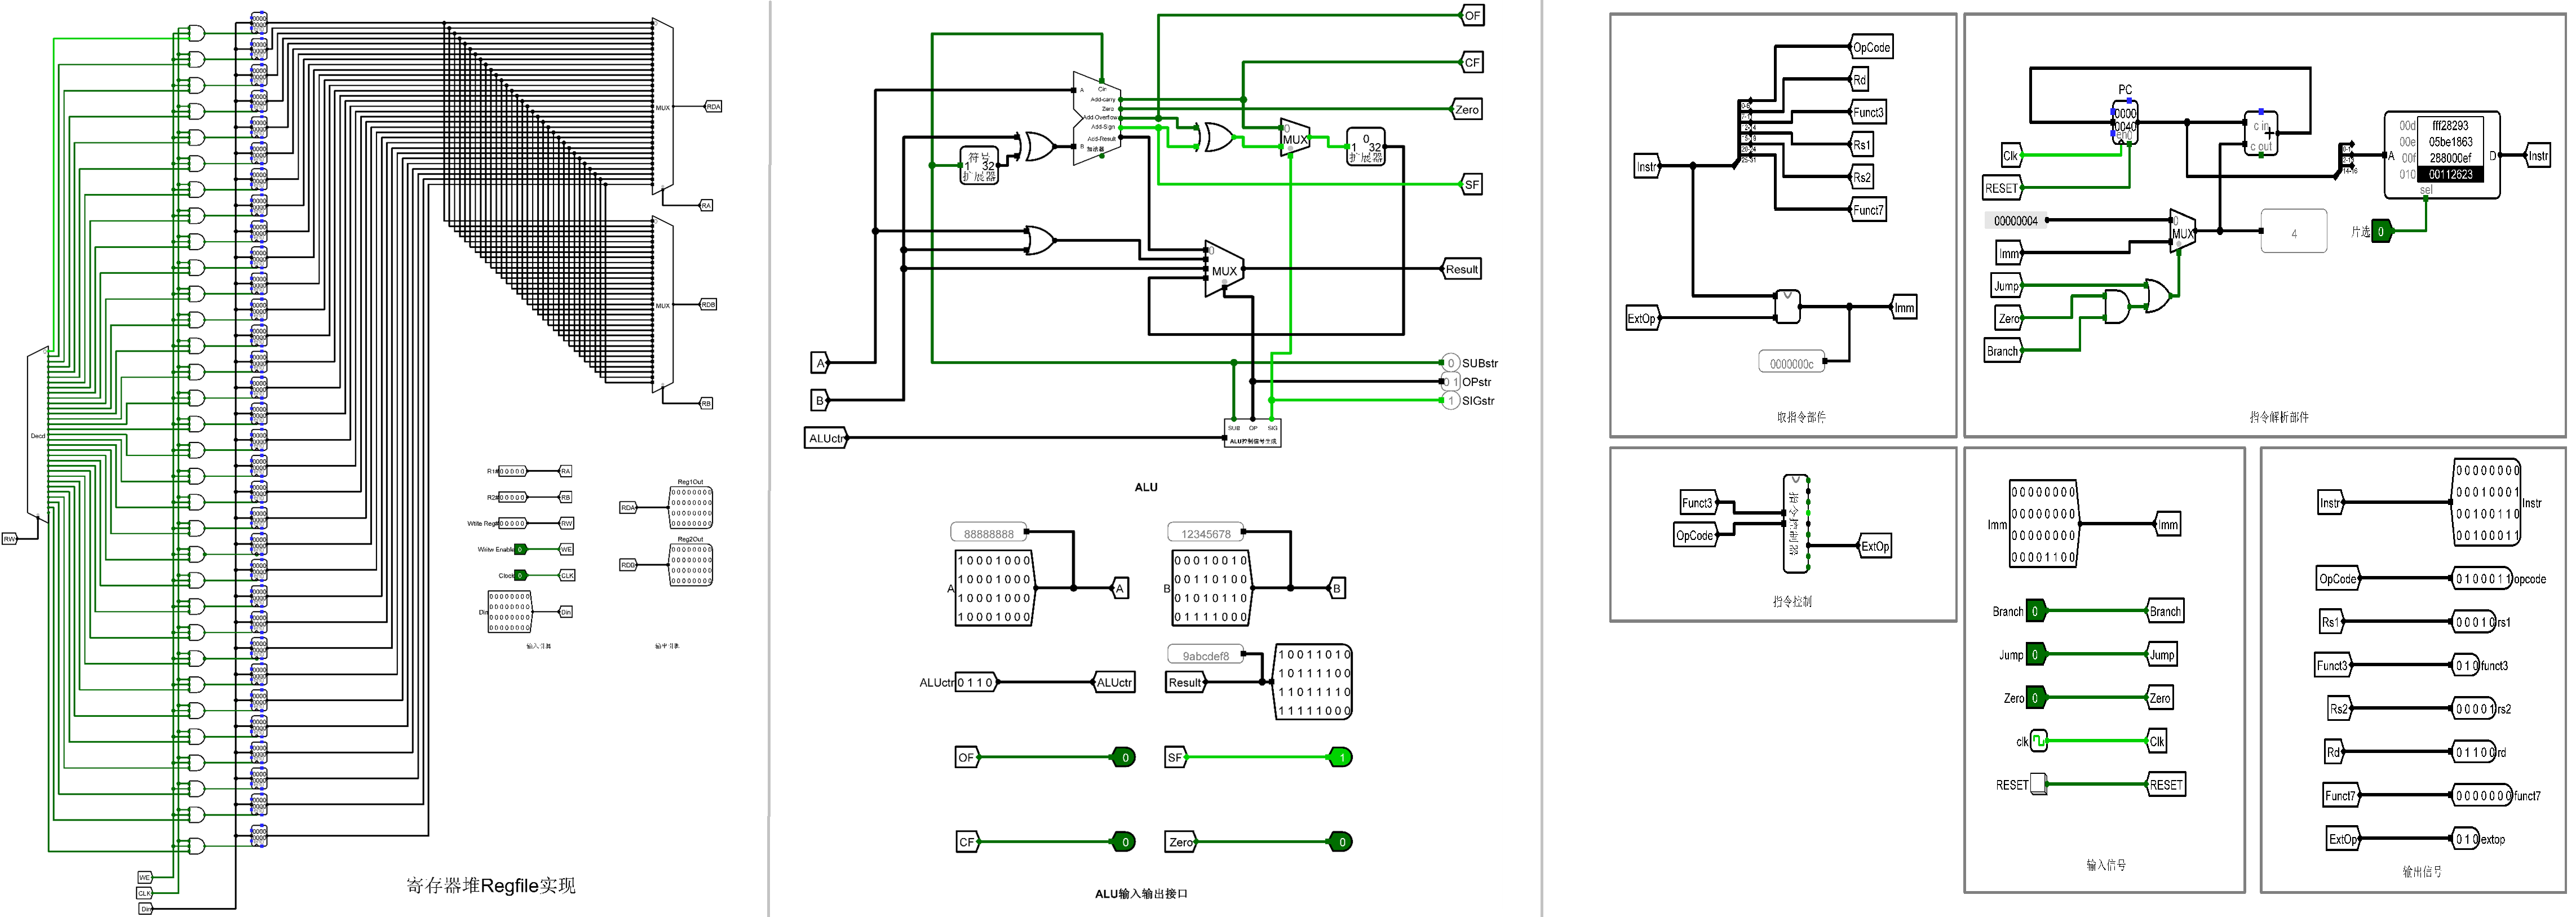 MUX
RDA
RA
MUX
RDB
RB
Decd
RW
R1#
00000
RA
R2#
00000
RB
Wtite Reg#
00000
RW
Wriitw Enable
0
WE
Clock
0
CLK
Din
00000000
00000000
00000000
00000000
Din
Reg1Out
RDA
00000000
00000000
00000000
00000000
Reg2Out
RDB
00000000
00000000
00000000
00000000
WE
CLK
Din
寄存器堆Regfile实现
OF
CF
Zero
SF
A
Cin
Add-carry
Zero
Add-Overflow
Add-Sign
Add-Result
B
加法器
符号
1 32
扩展器
MUX
0
1 32
扩展器
MUX
Result
A
B
ALUctr
SUB OP SIG
ALU控制信号生成
0 SUBstr
01 OPstr
1 SIGstr
ALU
88888888
A
10001000
10001000
10001000
10001000
A
12345678
B
00010010
00110100
01010110
01111000
B
ALUctr
0110
ALUctr
9abcdef8
Result
10011010
10111100
11011110
11111000
OF 0
SF 1
CF 0
Zero 0
ALU输入输出接口
Instr
OpCode
Rd
Funct3
Rs1
Rs2
Funct7
ExtOp
Imm
0000000c
取指令部件
PC
0000
0040
Clk
RESET
c in
+
c out
00000004
Imm
0
MUX
4
Jump
Zero
Branch
A
00d fff28293
00e 05be1863
00f 288000ef
010 00112623
sel
D
Instr
片选 0
指令解析部件
Funct3
OpCode
指令控制器
ExtOp
指令控制
Imm
00000000
00000000
00000000
00001100
Imm
Branch 0 Branch
Jump 0 Jump
Zero 0 Zero
clk Clk
RESET RESET
输入信号
Instr
00000000
00010001
00100110
00100011
Instr
OpCode 0100011 opcode
Rs1 00010 rs1
Funct3 010 funct3
Rs2 00001 rs2
Rd 01100 rd
Funct7 0000000 funct7
ExtOp 010 extop
输出信号